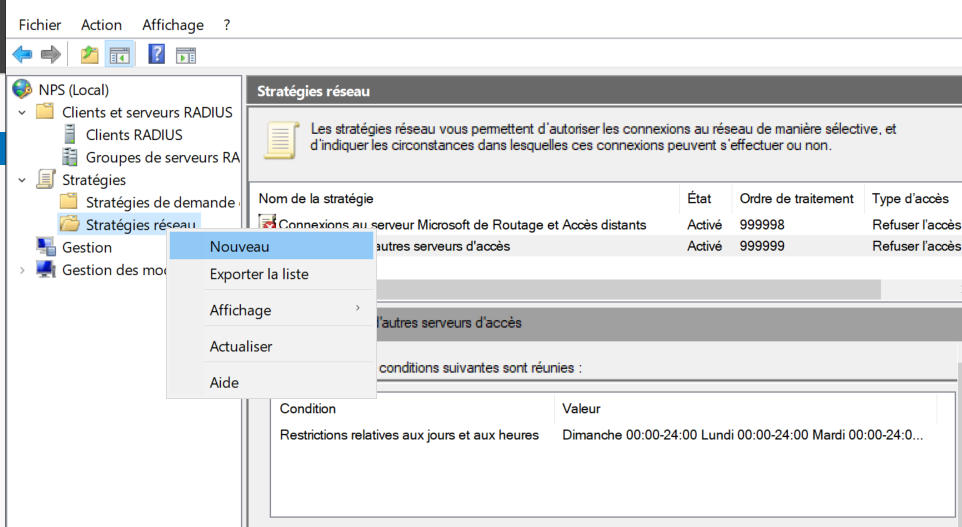 Fichier Action Affichage ?
NPS (Local)
Clients et serveurs RADIUS
Clients RADIUS
Groupes de serveurs RA
Stratégies
Stratégies de demande
Stratégies réseau
Gestion
Gestion des mo
Nouveau
Exporter la liste
Affichage
Actualiser
Aide
Stratégies réseau
Les stratégies réseau vous permettent d'autoriser les connexions au réseau de manière sélective, et
d'indiquer les circonstances dans lesquelles ces connexions peuvent s'effectuer ou non.
Nom de la stratégie État Ordre de traitement Type d'accès
Connexions au serveur Microsoft de Routage et Accès distants Activé 999998 Refuser l'accès
autres serveurs d'accès Activé 999999 Refuser l'accès
d'autres serveurs d'accès
conditions suivantes sont réunies :
Condition Valeur
Restrictions relatives aux jours et aux heures Dimanche 00:00-24:00 Lundi 00:00-24:00 Mardi 00:00-24:0...